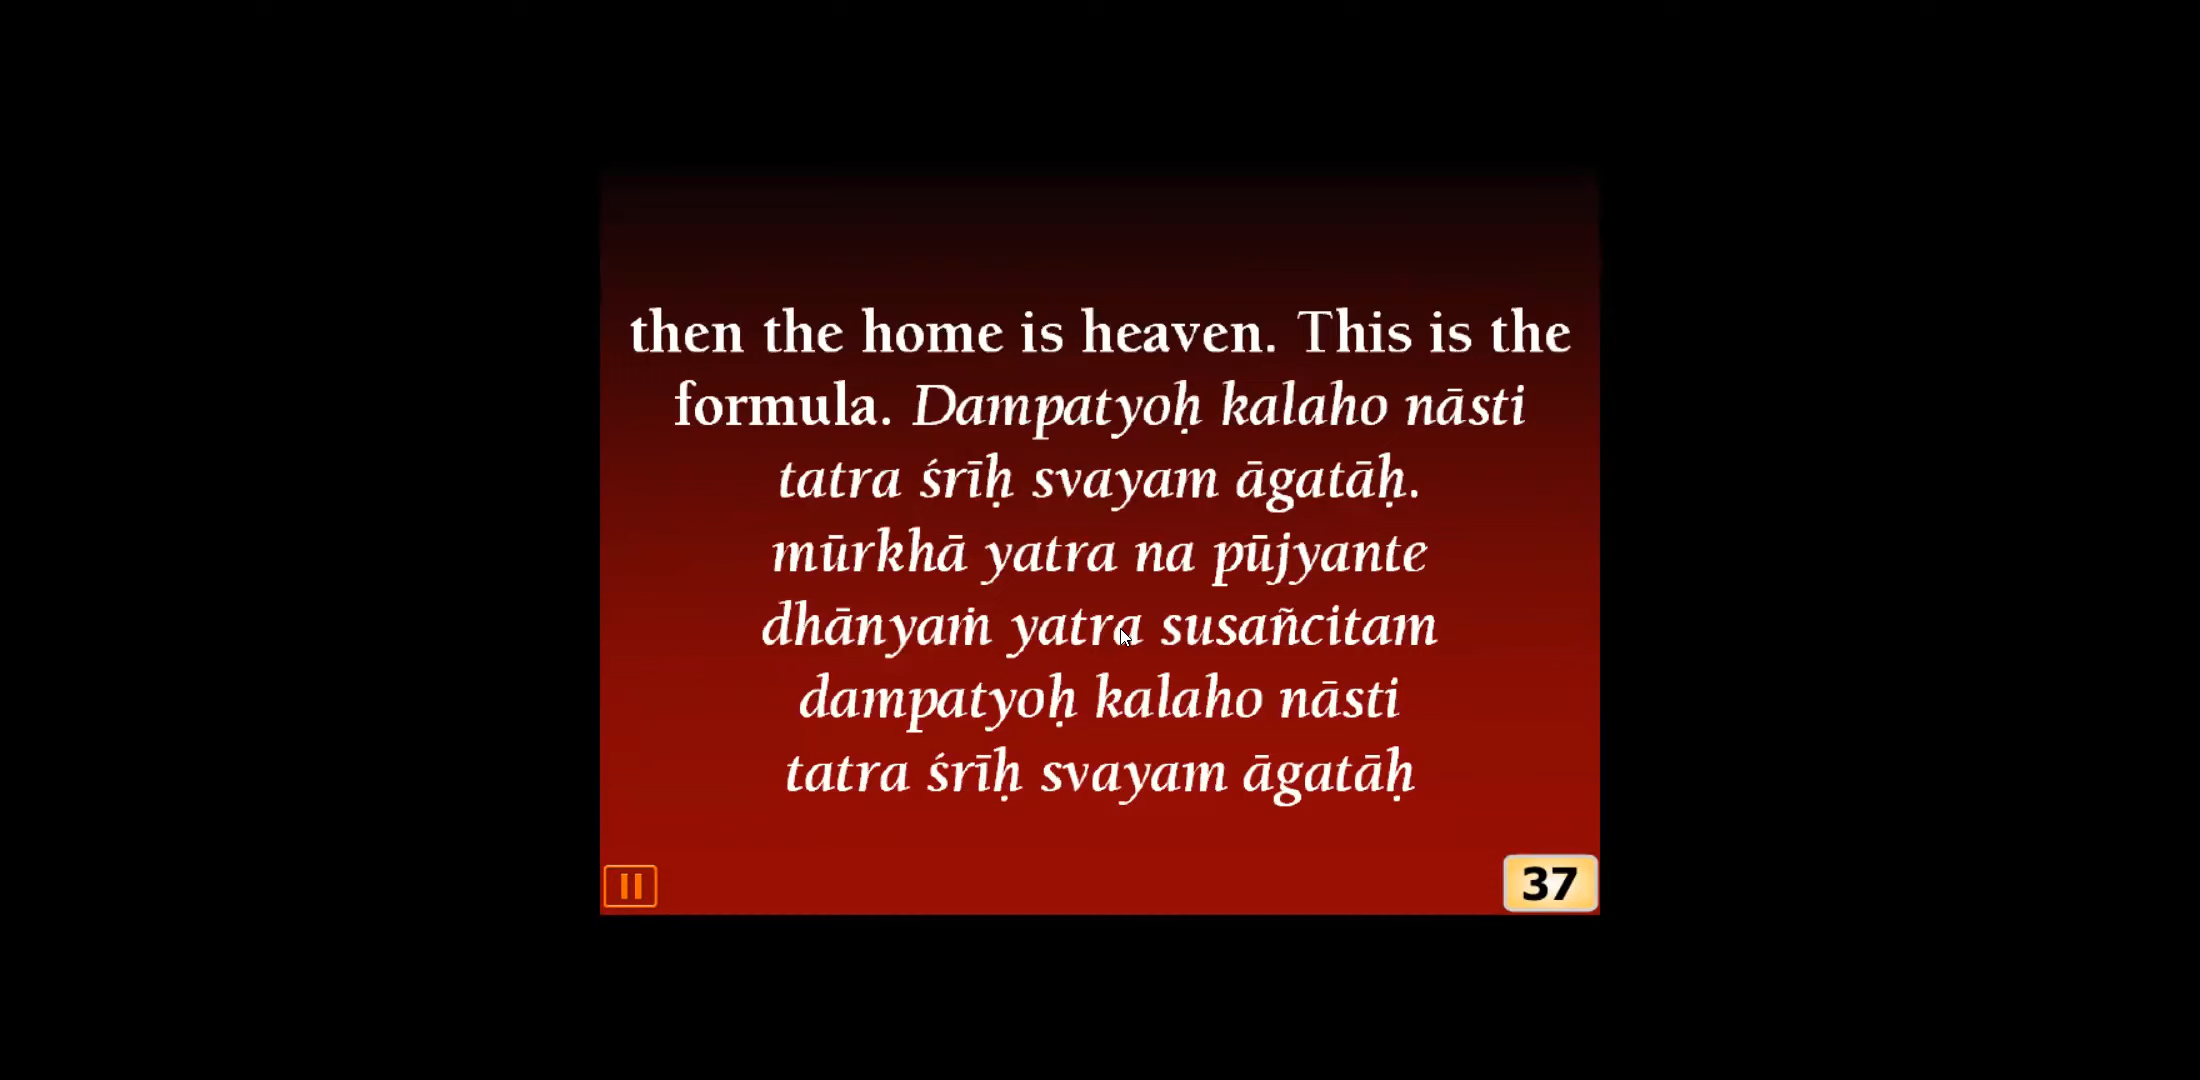 then the home is heaven. This is the
formula. Dampatyoḥ kalaho nāsti
tatra śrīḥ svayam āgatāḥ.
mūrkhā yatra na pūjyante
dhānyaṁ yatra susañcitam
dampatyoḥ kalaho nāsti
tatra śrīḥ svayam āgatāḥ
37